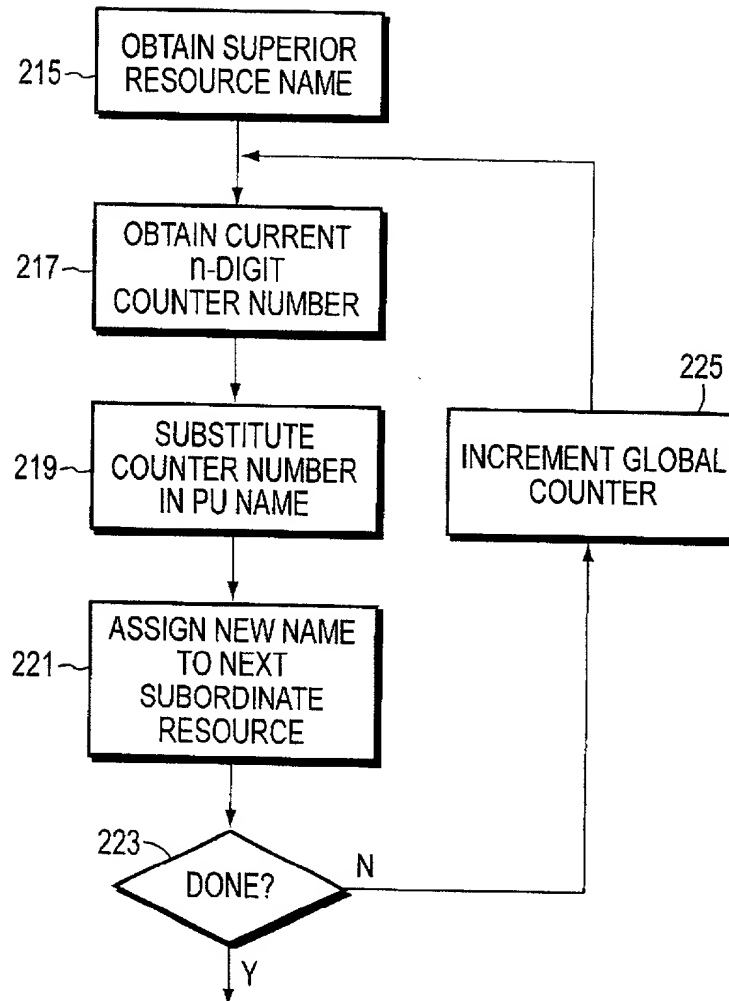 215
OBTAIN SUPERIOR
RESOURCE NAME
217
OBTAIN CURRENT
n-DIGIT
COUNTER NUMBER
219
SUBSTITUTE
COUNTER NUMBER
IN PU NAME
225
INCREMENT GLOBAL
COUNTER
221
ASSIGN NEW NAME
TO NEXT
SUBORDINATE
RESOURCE
223
DONE?
N
Y